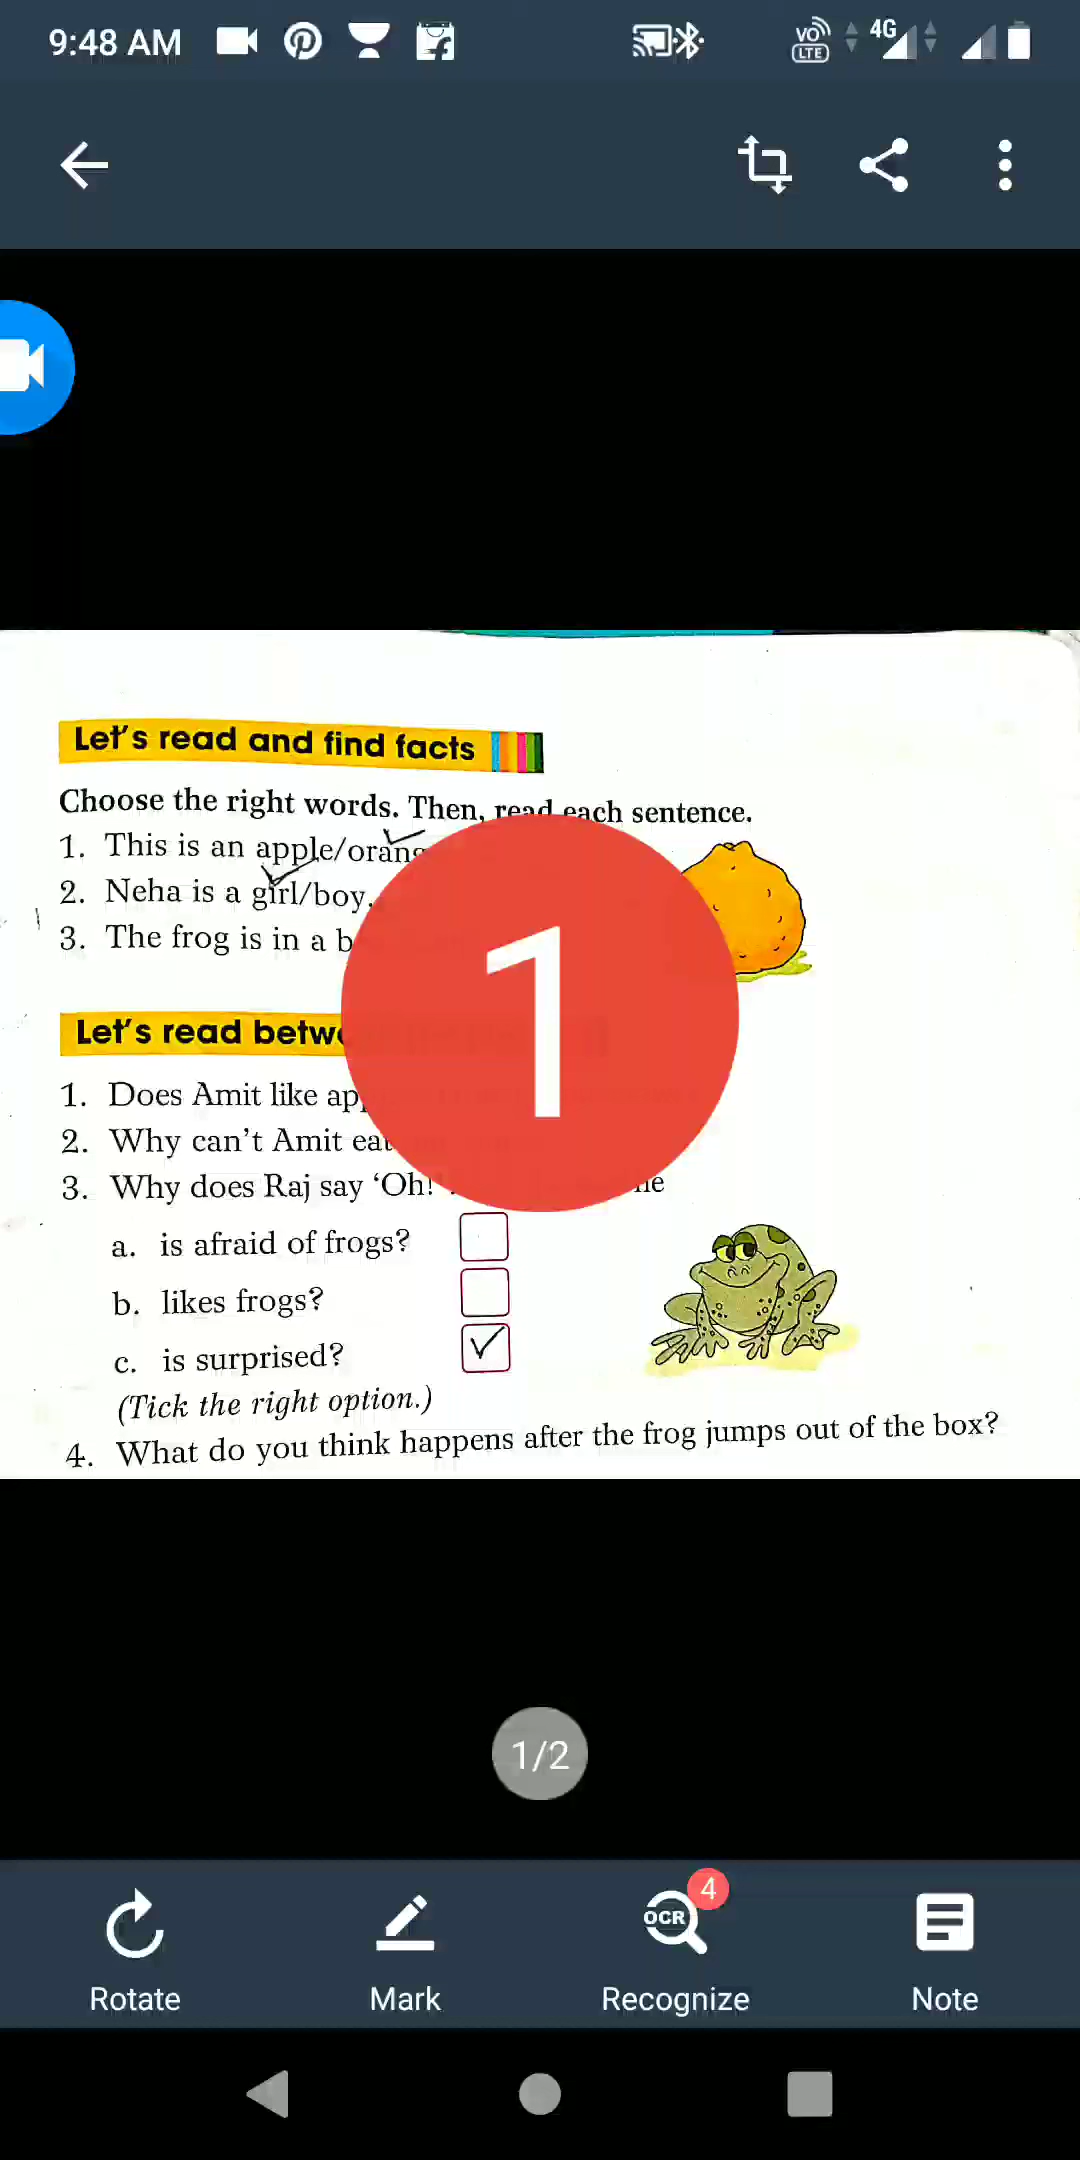 9:48 AM
VO LTE 4G
Let's read and find facts
Choose the right words. Then, read each sentence.
1. This is an apple/orang
2. Neha is a girl/boy.
3. The frog is in a b
1
Let's read betw
1. Does Amit like ap
2. Why can't Amit eat
3. Why does Raj say 'Oh!'
a. is afraid of frogs?
b. likes frogs?
c. is surprised?
(Tick the right option.)
4. What do you think happens after the frog jumps out of the box?
1/2
OCR
4
Rotate
Mark
Recognize
Note